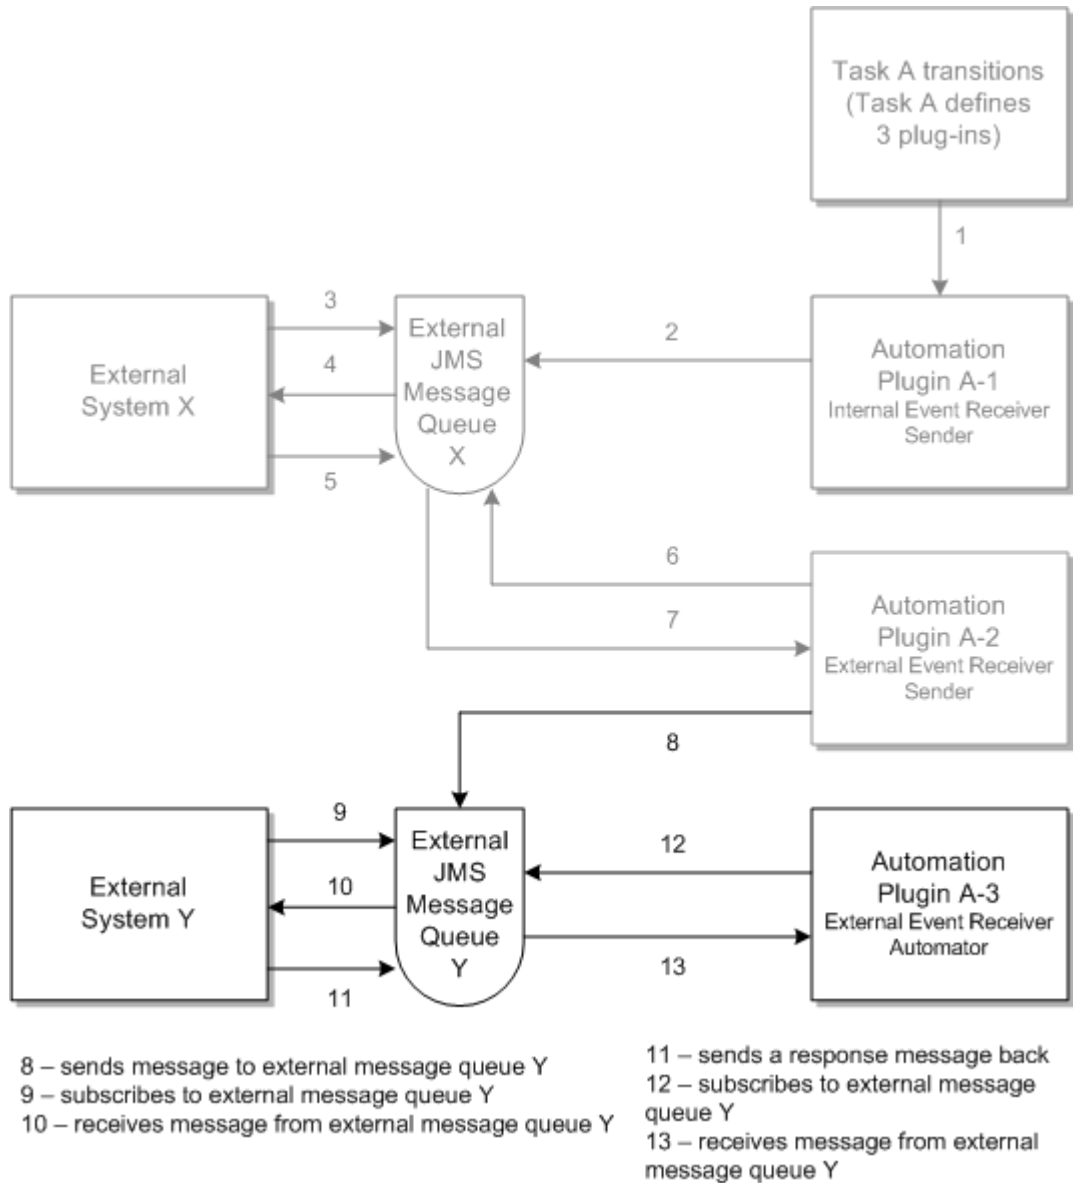 Task A transitions
(Task A defines
3 plug-ins)
1
External
System X
3
4
5
External
JMS
Message
Queue
X
2
Automation
Plugin A-1
Internal Event Receiver
Sender
6
7
Automation
Plugin A-2
External Event Receiver
Sender
8
External
System Y
9
10
11
External
JMS
Message
Queue
Y
12
13
Automation
Plugin A-3
External Event Receiver
Automator
8 – sends message to external message queue Y
9 – subscribes to external message queue Y
10 – receives message from external message queue Y
11 – sends a response message back
12 – subscribes to external message
queue Y
13 – receives message from external
message queue Y